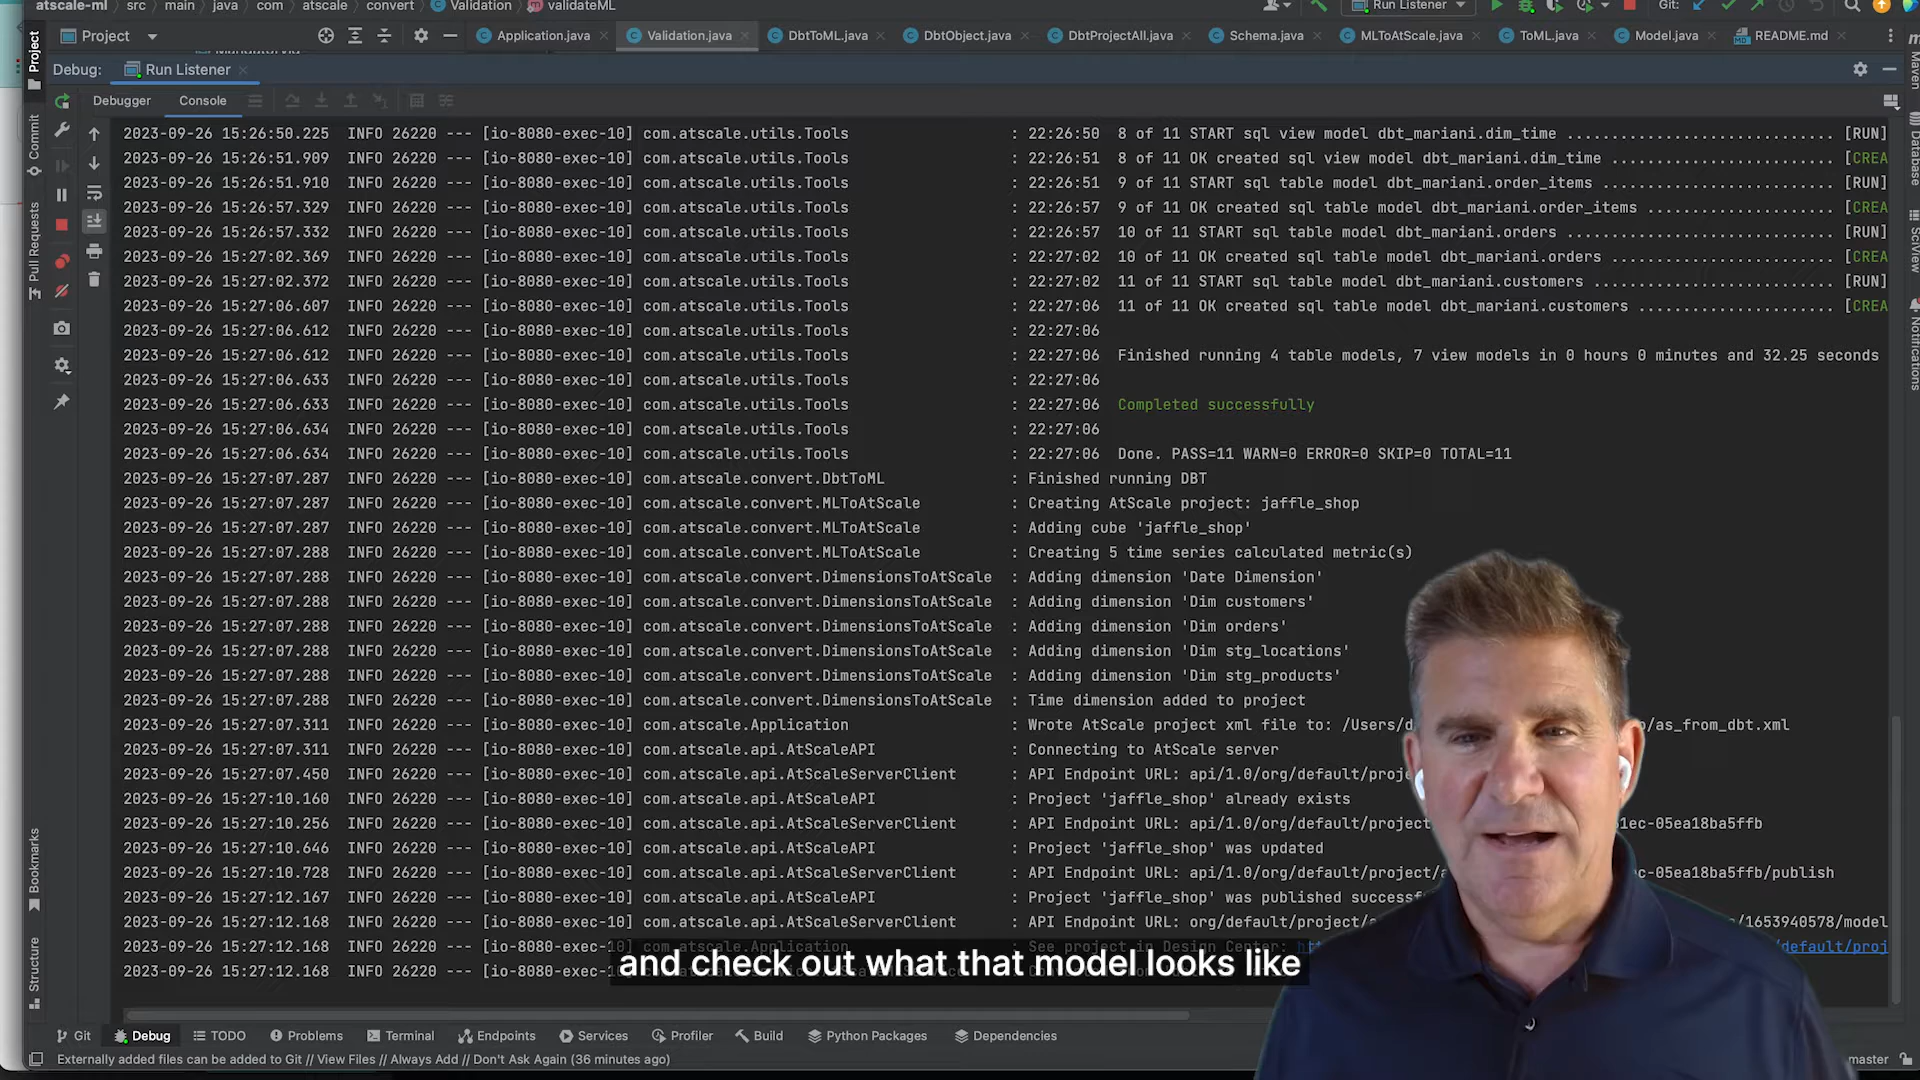 atscale-ml › src › main › java › com › atscale › convert › Validation › validateML
Run Listener
Git:
Project
Application.java
Validation.java
DbtToML.java
DbtObject.java
DbtProjectAll.java
Schema.java
MLToAtScale.java
ToML.java
Model.java
README.md
Debug:
Run Listener
Debugger
Console
2023-09-26 15:26:50.225 INFO 26220 --- [io-8080-exec-10] com.atscale.utils.Tools : 22:26:50 8 of 11 START sql view model dbt_mariani.dim_time .............................. [RUN]
2023-09-26 15:26:51.909 INFO 26220 --- [io-8080-exec-10] com.atscale.utils.Tools : 22:26:51 8 of 11 OK created sql view model dbt_mariani.dim_time ......................... [CREA
2023-09-26 15:26:51.910 INFO 26220 --- [io-8080-exec-10] com.atscale.utils.Tools : 22:26:51 9 of 11 START sql table model dbt_mariani.order_items .......................... [RUN]
2023-09-26 15:26:57.329 INFO 26220 --- [io-8080-exec-10] com.atscale.utils.Tools : 22:26:57 9 of 11 OK created sql table model dbt_mariani.order_items ..................... [CREA
2023-09-26 15:26:57.332 INFO 26220 --- [io-8080-exec-10] com.atscale.utils.Tools : 22:26:57 10 of 11 START sql table model dbt_mariani.orders .............................. [RUN]
2023-09-26 15:27:02.369 INFO 26220 --- [io-8080-exec-10] com.atscale.utils.Tools : 22:27:02 10 of 11 OK created sql table model dbt_mariani.orders ......................... [CREA
2023-09-26 15:27:02.372 INFO 26220 --- [io-8080-exec-10] com.atscale.utils.Tools : 22:27:02 11 of 11 START sql table model dbt_mariani.customers ........................... [RUN]
2023-09-26 15:27:06.607 INFO 26220 --- [io-8080-exec-10] com.atscale.utils.Tools : 22:27:06 11 of 11 OK created sql table model dbt_mariani.customers ...................... [CREA
2023-09-26 15:27:06.612 INFO 26220 --- [io-8080-exec-10] com.atscale.utils.Tools : 22:27:06
2023-09-26 15:27:06.612 INFO 26220 --- [io-8080-exec-10] com.atscale.utils.Tools : 22:27:06 Finished running 4 table models, 7 view models in 0 hours 0 minutes and 32.25 seconds
2023-09-26 15:27:06.633 INFO 26220 --- [io-8080-exec-10] com.atscale.utils.Tools : 22:27:06
2023-09-26 15:27:06.633 INFO 26220 --- [io-8080-exec-10] com.atscale.utils.Tools : 22:27:06 Completed successfully
2023-09-26 15:27:06.634 INFO 26220 --- [io-8080-exec-10] com.atscale.utils.Tools : 22:27:06
2023-09-26 15:27:06.634 INFO 26220 --- [io-8080-exec-10] com.atscale.utils.Tools : 22:27:06 Done. PASS=11 WARN=0 ERROR=0 SKIP=0 TOTAL=11
2023-09-26 15:27:07.287 INFO 26220 --- [io-8080-exec-10] com.atscale.convert.DbtToML : Finished running DBT
2023-09-26 15:27:07.287 INFO 26220 --- [io-8080-exec-10] com.atscale.convert.MLToAtScale : Creating AtScale project: jaffle_shop
2023-09-26 15:27:07.287 INFO 26220 --- [io-8080-exec-10] com.atscale.convert.MLToAtScale : Adding cube 'jaffle_shop'
2023-09-26 15:27:07.288 INFO 26220 --- [io-8080-exec-10] com.atscale.convert.MLToAtScale : Creating 5 time series calculated metric(s)
2023-09-26 15:27:07.288 INFO 26220 --- [io-8080-exec-10] com.atscale.convert.DimensionsToAtScale : Adding dimension 'Date Dimension'
2023-09-26 15:27:07.288 INFO 26220 --- [io-8080-exec-10] com.atscale.convert.DimensionsToAtScale : Adding dimension 'Dim customers'
2023-09-26 15:27:07.288 INFO 26220 --- [io-8080-exec-10] com.atscale.convert.DimensionsToAtScale : Adding dimension 'Dim orders'
2023-09-26 15:27:07.288 INFO 26220 --- [io-8080-exec-10] com.atscale.convert.DimensionsToAtScale : Adding dimension 'Dim stg_locations'
2023-09-26 15:27:07.288 INFO 26220 --- [io-8080-exec-10] com.atscale.convert.DimensionsToAtScale : Adding dimension 'Dim stg_products'
2023-09-26 15:27:07.288 INFO 26220 --- [io-8080-exec-10] com.atscale.convert.DimensionsToAtScale : Time dimension added to project
2023-09-26 15:27:07.311 INFO 26220 --- [io-8080-exec-10] com.atscale.Application : Wrote AtScale project xml file to: /Users/d p/as_from_dbt.xml
2023-09-26 15:27:07.311 INFO 26220 --- [io-8080-exec-10] com.atscale.api.AtScaleAPI : Connecting to AtScale server
2023-09-26 15:27:07.450 INFO 26220 --- [io-8080-exec-10] com.atscale.api.AtScaleServerClient : API Endpoint URL: api/1.0/org/default/proje
2023-09-26 15:27:10.160 INFO 26220 --- [io-8080-exec-10] com.atscale.api.AtScaleAPI : Project 'jaffle_shop' already exists
2023-09-26 15:27:10.256 INFO 26220 --- [io-8080-exec-10] com.atscale.api.AtScaleServerClient : API Endpoint URL: api/1.0/org/default/project 1ec-05ea18ba5ffb
2023-09-26 15:27:10.646 INFO 26220 --- [io-8080-exec-10] com.atscale.api.AtScaleAPI : Project 'jaffle_shop' was updated
2023-09-26 15:27:10.728 INFO 26220 --- [io-8080-exec-10] com.atscale.api.AtScaleServerClient : API Endpoint URL: api/1.0/org/default/project/a c-05ea18ba5ffb/publish
2023-09-26 15:27:12.167 INFO 26220 --- [io-8080-exec-10] com.atscale.api.AtScaleAPI : Project 'jaffle_shop' was published successf
2023-09-26 15:27:12.168 INFO 26220 --- [io-8080-exec-10] com.atscale.api.AtScaleServerClient : API Endpoint URL: org/default/project/a /1653940578/model
2023-09-26 15:27:12.168 INFO 26220 --- [io-8080-exec-10] com.atscale.Application : See project in Design Center: ht /default/proj
2023-09-26 15:27:12.168 INFO 26220 --- [io-8080-exec-1
and check out what that model looks like
Git
Debug
TODO
Problems
Terminal
Endpoints
Services
Profiler
Build
Python Packages
Dependencies
Externally added files can be added to Git // View Files // Always Add // Don't Ask Again (36 minutes ago)
master
Project
Commit
Pull Requests
Bookmarks
Structure
Maven
Database
SciView
Notifications